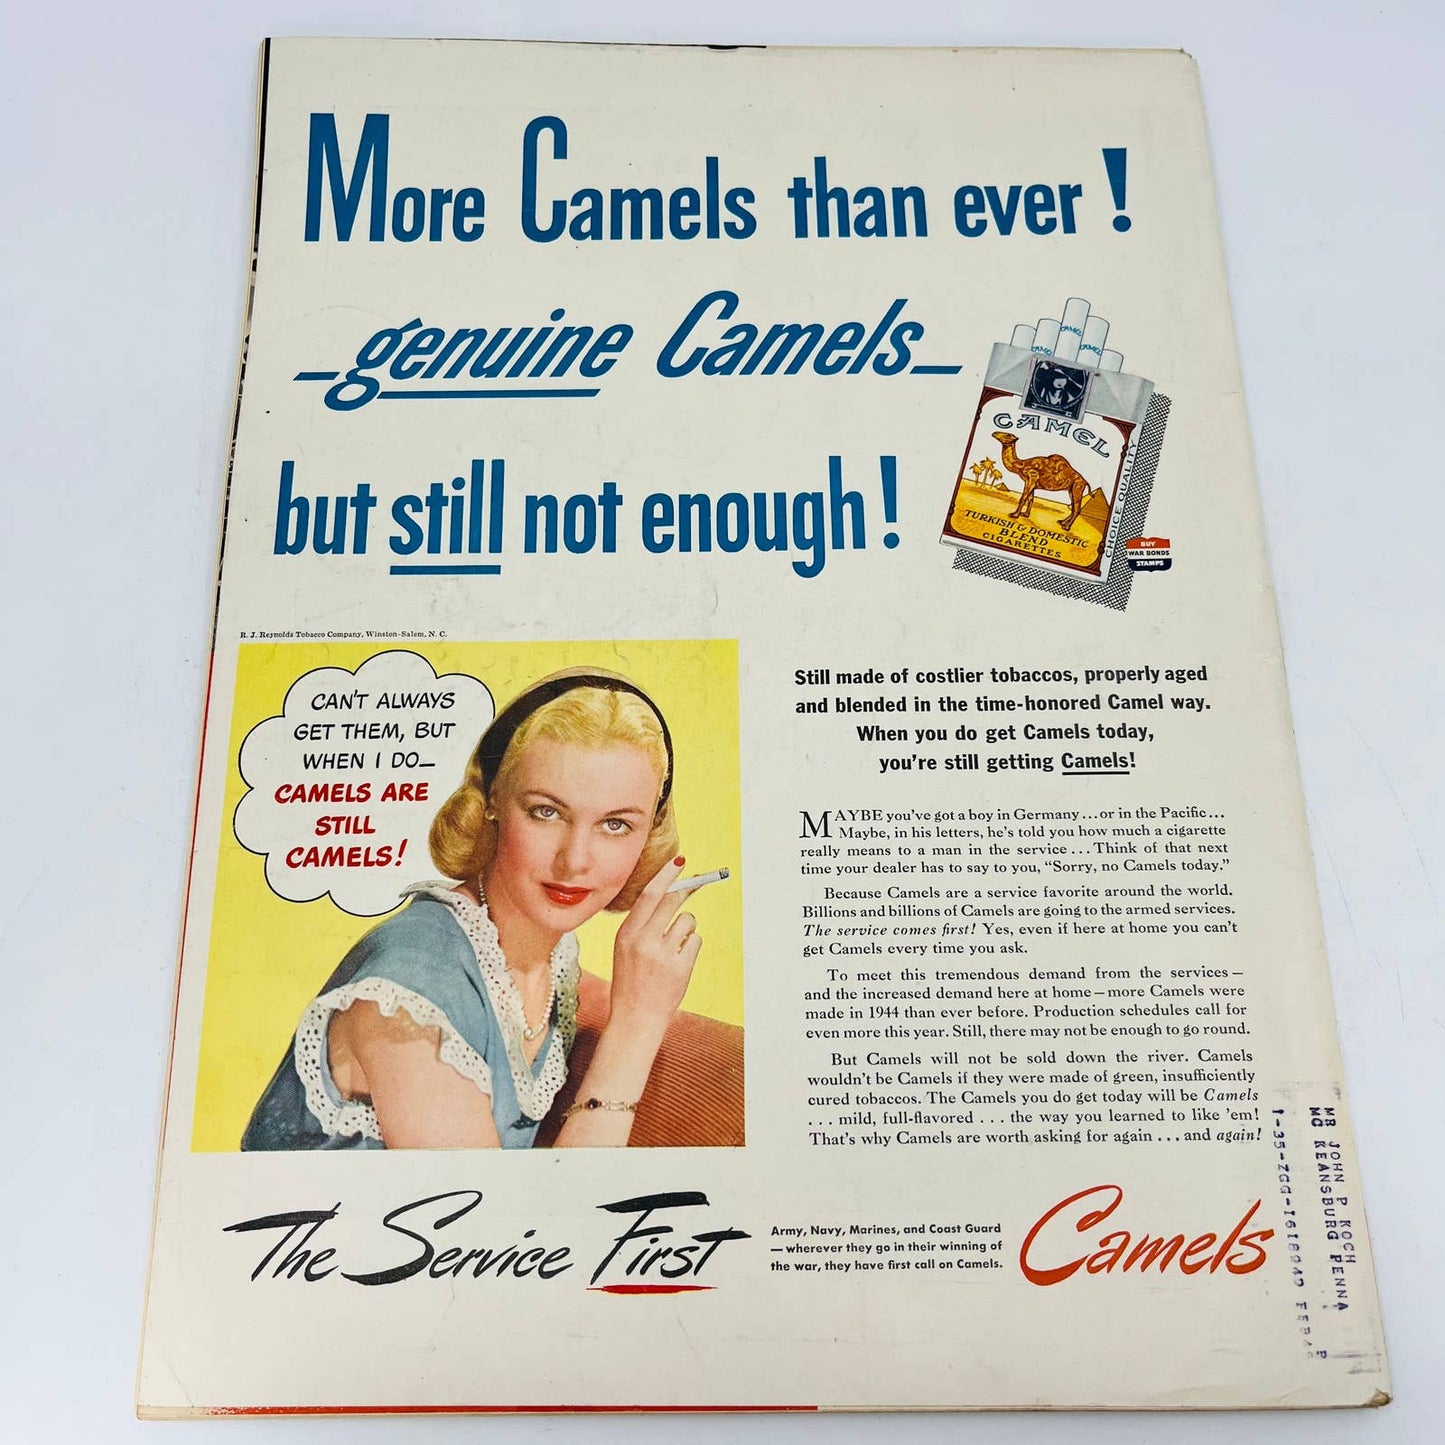 More Camels than ever!
— genuine Camels —
but still not enough!
CAMEL
CAMEL
CAMEL
CAMEL
TURKISH & DOMESTIC
BLEND
CIGARETTES
CHOICE QUALITY
BUY
WAR BONDS
STAMPS
R. J. Reynolds Tobacco Company, Winston-Salem, N. C.
CAN'T ALWAYS
GET THEM, BUT
WHEN I DO—
CAMELS ARE
STILL
CAMELS!
Still made of costlier tobaccos, properly aged
and blended in the time-honored Camel way.
When you do get Camels today,
you're still getting Camels!
MAYBE you've got a boy in Germany...or in the Pacific...
Maybe, in his letters, he's told you how much a cigarette
really means to a man in the service...Think of that next
time your dealer has to say to you, "Sorry, no Camels today."
Because Camels are a service favorite around the world.
Billions and billions of Camels are going to the armed services.
The service comes first! Yes, even if here at home you can't
get Camels every time you ask.
To meet this tremendous demand from the services—
and the increased demand here at home—more Camels were
made in 1944 than ever before. Production schedules call for
even more this year. Still, there may not be enough to go round.
But Camels will not be sold down the river. Camels
wouldn't be Camels if they were made of green, insufficiently
cured tobaccos. The Camels you do get today will be Camels
... mild, full-flavored ... the way you learned to like 'em!
That's why Camels are worth asking for again ... and again!
The Service First
Army, Navy, Marines, and Coast Guard
—wherever they go in their winning of
the war, they have first call on Camels.
Camels
MR JOHN P KOCH
MC KEANSBURG PENNA
P